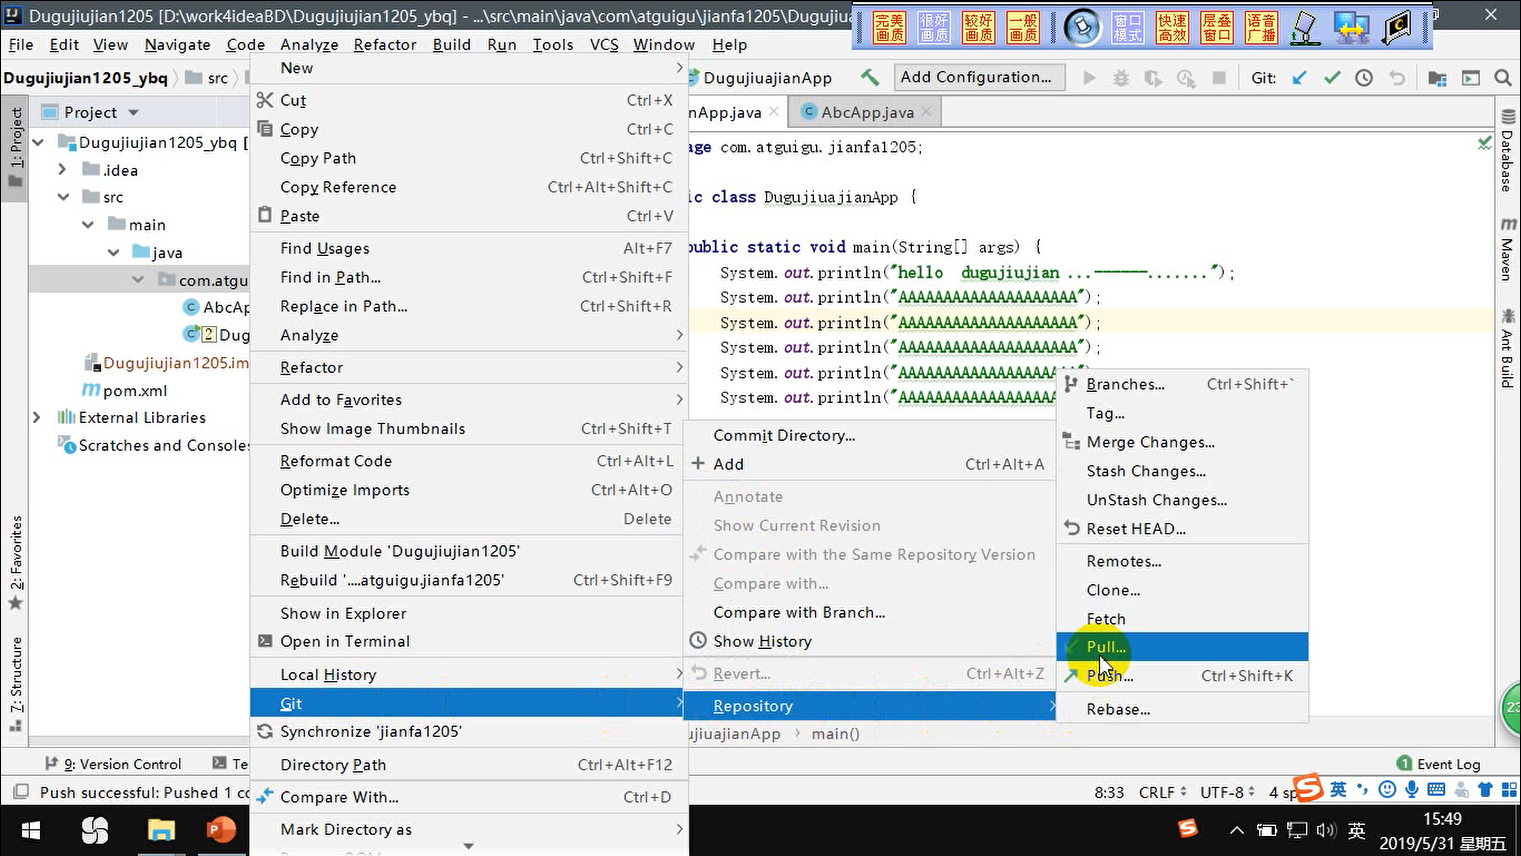 Dugujiujian1205 [D:\work4ideaBD\Dugujiujian1205_ybq] - ...\src\main\java\com\atguigu\jianfa1205\Dugujiua
完美画质
很好画质
较好画质
一般画质
窗口模式
快速高效
层叠窗口
语音广播
File Edit View Navigate Code Analyze Refactor Build Run Tools VCS Window Help
Dugujiujian1205_ybq src
DugujiuajianApp
Add Configuration...
Git:
Project
nApp.java
AbcApp.java
1: Project
2: Favorites
7: Structure
Dugujiujian1205_ybq [
.idea
src
main
java
com.atgu
AbcAp
2 Dug
Dugujiujian1205.im
pom.xml
External Libraries
Scratches and Consoles
New
Cut Ctrl+X
Copy Ctrl+C
Copy Path Ctrl+Shift+C
Copy Reference Ctrl+Alt+Shift+C
Paste Ctrl+V
Find Usages Alt+F7
Find in Path... Ctrl+Shift+F
Replace in Path... Ctrl+Shift+R
Analyze
Refactor
Add to Favorites
Show Image Thumbnails Ctrl+Shift+T
Reformat Code Ctrl+Alt+L
Optimize Imports Ctrl+Alt+O
Delete... Delete
Build Module 'Dugujiujian1205'
Rebuild '....atguigu.jianfa1205' Ctrl+Shift+F9
Show in Explorer
Open in Terminal
Local History
Git
Synchronize 'jianfa1205'
Directory Path Ctrl+Alt+F12
Compare With... Ctrl+D
Mark Directory as
age com.atguigu.jianfa1205;
ic class DugujiuajianApp {
public static void main(String[] args) {
System.out.println("hello dugujiujian ...------.......");
System.out.println("AAAAAAAAAAAAAAAAAAAA");
System.out.println("AAAAAAAAAAAAAAAAAAAA");
System.out.println("AAAAAAAAAAAAAAAAAAAA");
System.out.println("AAAAAAAAAAAAAAAAAA
System.out.println("AAAAAAAAAAAAAAAAAA
Commit Directory...
Add Ctrl+Alt+A
Annotate
Show Current Revision
Compare with the Same Repository Version
Compare with...
Compare with Branch...
Show History
Revert... Ctrl+Alt+Z
Repository
Branches... Ctrl+Shift+`
Tag...
Merge Changes...
Stash Changes...
UnStash Changes...
Reset HEAD...
Remotes...
Clone...
Fetch
Pull...
Push... Ctrl+Shift+K
Rebase...
Database
Maven
Ant Build
23
ujiuajianApp main()
9: Version Control
Te
1 Event Log
Push successful: Pushed 1 co
8:33 CRLF UTF-8 4 sp
英
英
15:49
2019/5/31 星期五